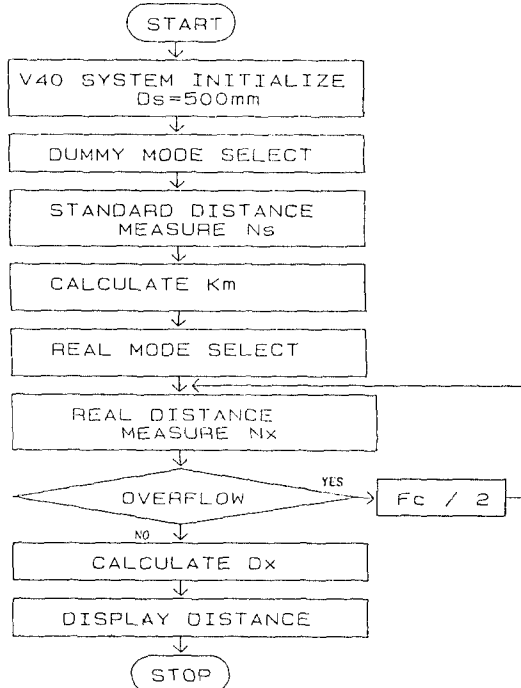 START
V40 SYSTEM INITIALIZE
Ds=500mm
DUMMY MODE SELECT
STANDARD DISTANCE
MEASURE Ns
CALCULATE Km
REAL MODE SELECT
REAL DISTANCE
MEASURE Nx
OVERFLOW
YES
Fc / 2
NO
CALCULATE Dx
DISPLAY DISTANCE
STOP